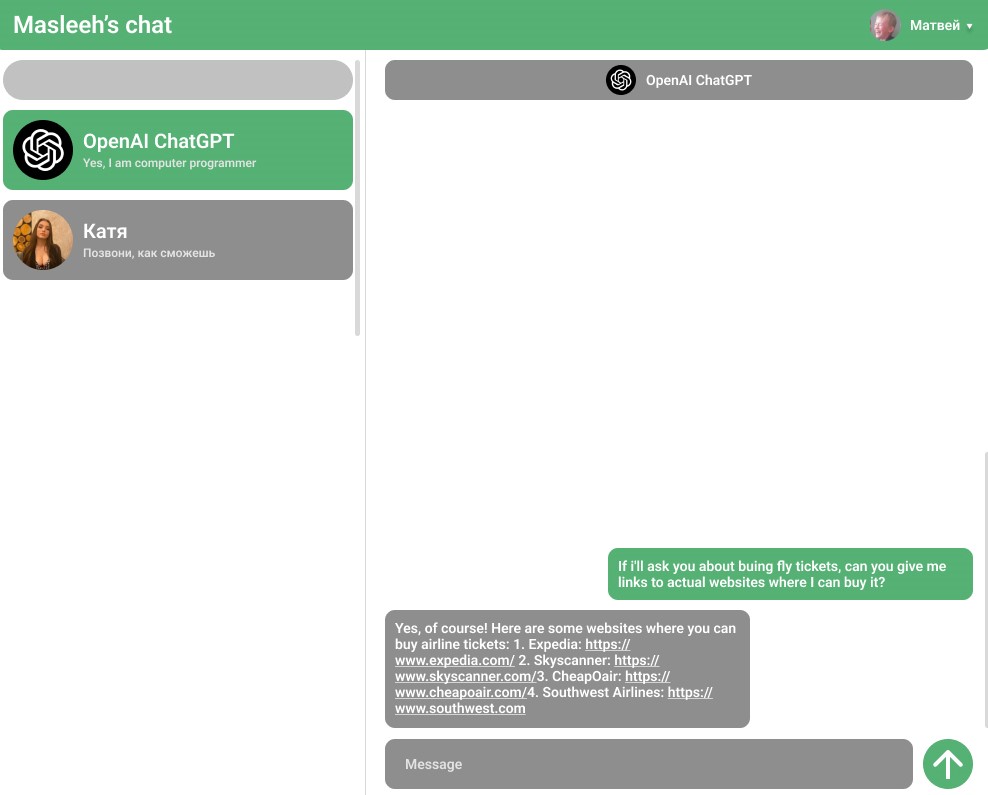 Masleeh’s chat
Матвей ▼
OpenAI ChatGPT
Yes, I am computer programmer
Катя
Позвони, как сможешь
OpenAI ChatGPT
If i'll ask you about buing fly tickets, can you give me
links to actual websites where I can buy it?
Yes, of course! Here are some websites where you can
buy airline tickets: 1. Expedia: https://
www.expedia.com/ 2. Skyscanner: https://
www.skyscanner.com/3. CheapOair: https://
www.cheapoair.com/4. Southwest Airlines: https://
www.southwest.com
Message